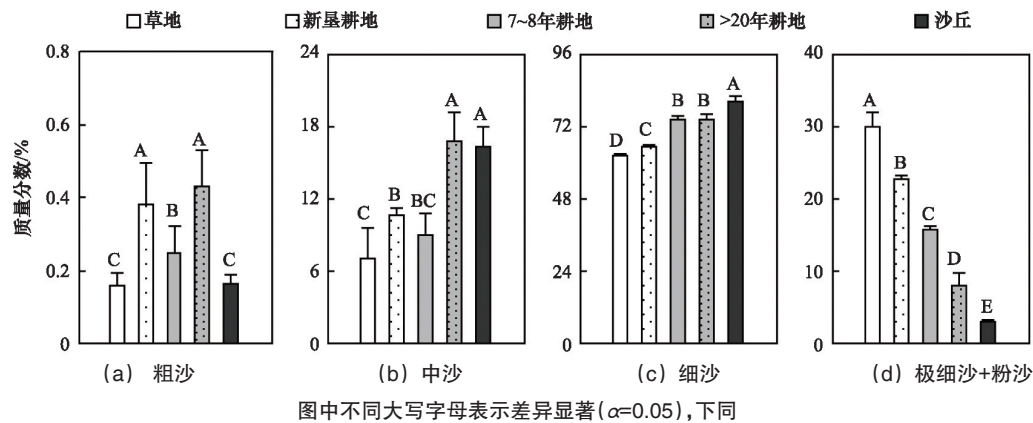 草地 新垦耕地 7~8年耕地 >20年耕地 沙丘
质量分数/%
0.8
0.6
0.4
0.2
0
C A B A C
(a) 粗沙
24
18
12
6
0
C B BC A A
(b) 中沙
96
72
48
24
0
D C B B A
(c) 细沙
40
30
20
10
0
A B C D E
(d) 极细沙+粉沙
图中不同大写字母表示差异显著(α=0.05),下同